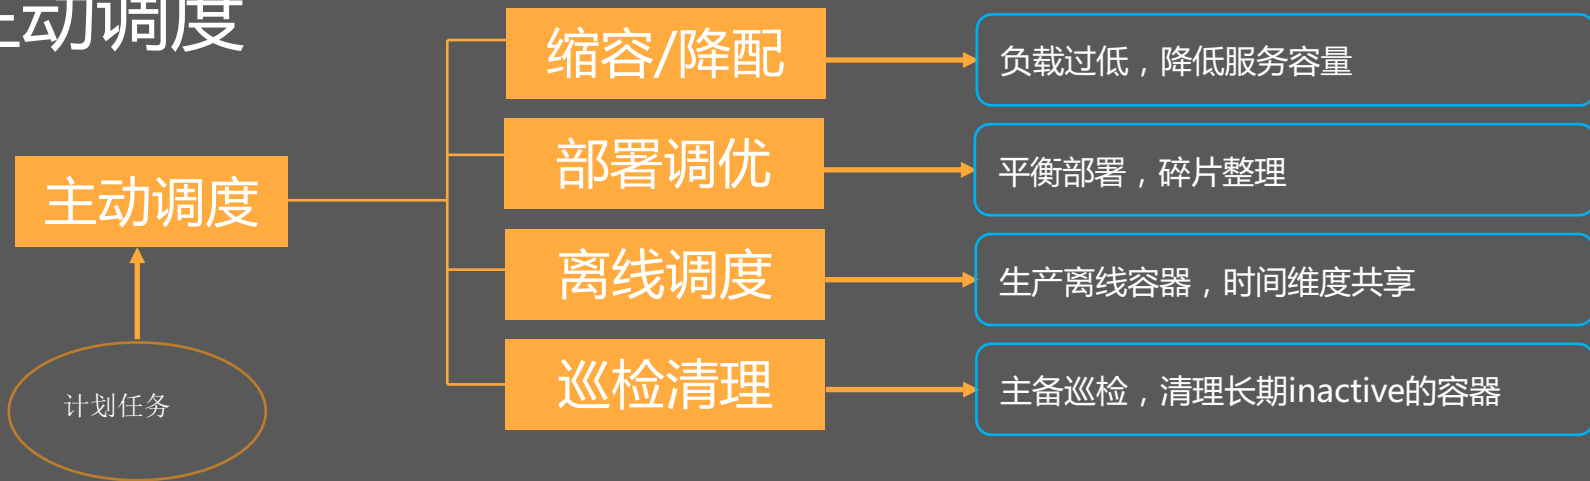 主动调度
缩容/降配
负载过低，降低服务容量
部署调优
平衡部署，碎片整理
主动调度
离线调度
生产离线容器，时间维度共享
巡检清理
主备巡检，清理长期inactive的容器
计划任务